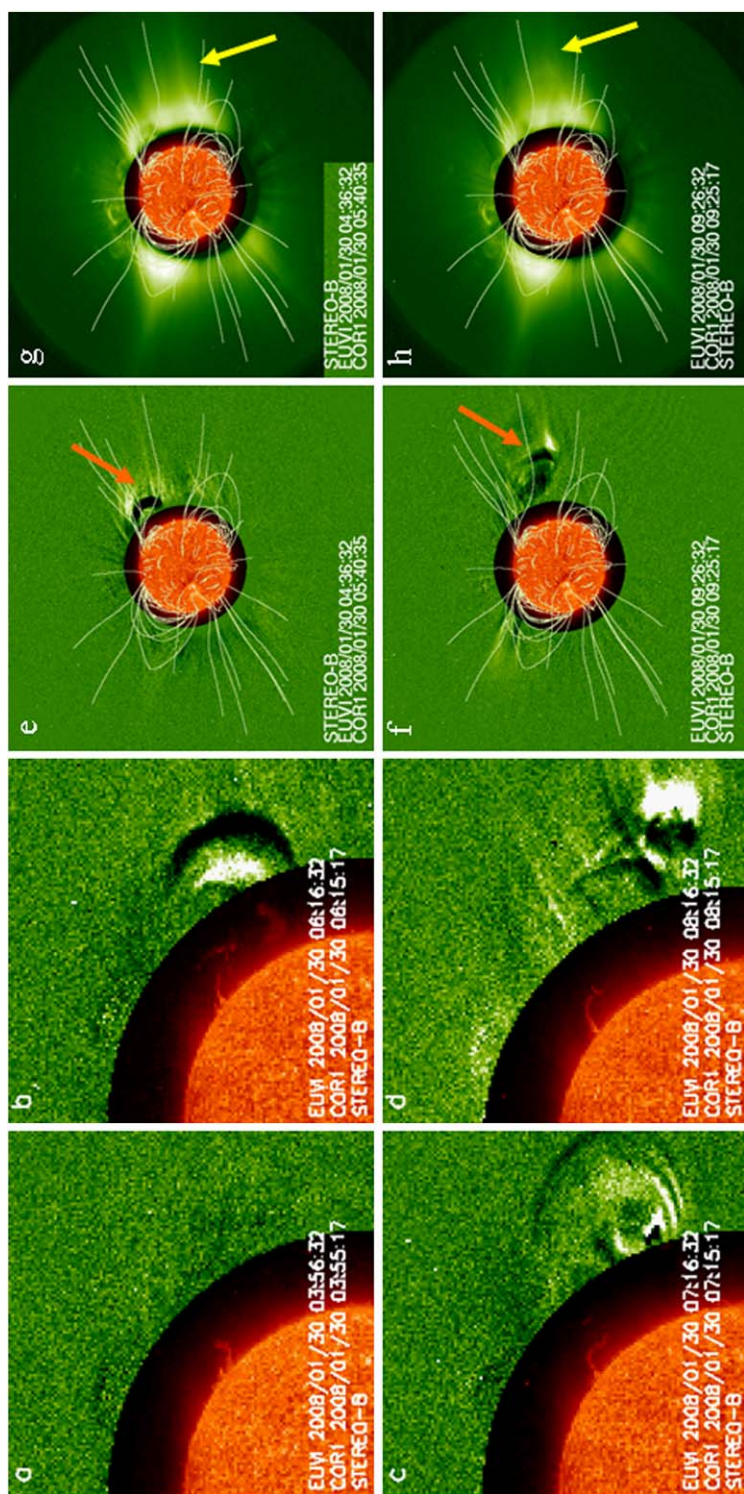 a
EUVI 2008/01/30 03:56:32
COR1 2008/01/30 03:55:17
STEREO-B
b
EUVI 2008/01/30 06:16:32
COR1 2008/01/30 06:15:17
STEREO-B
e
STEREO-B
EUVI 2008/01/30 04:36:32
COR1 2008/01/30 05:40:35
g
STEREO-B
EUVI 2008/01/30 04:36:32
COR1 2008/01/30 05:40:35
c
EUVI 2008/01/30 07:16:32
COR1 2008/01/30 07:15:17
STEREO-B
d
EUVI 2008/01/30 08:16:32
COR1 2008/01/30 08:15:17
STEREO-B
f
EUVI 2008/01/30 09:26:32
COR1 2008/01/30 09:25:17
STEREO-B
h
EUVI 2008/01/30 09:26:32
COR1 2008/01/30 09:25:17
STEREO-B